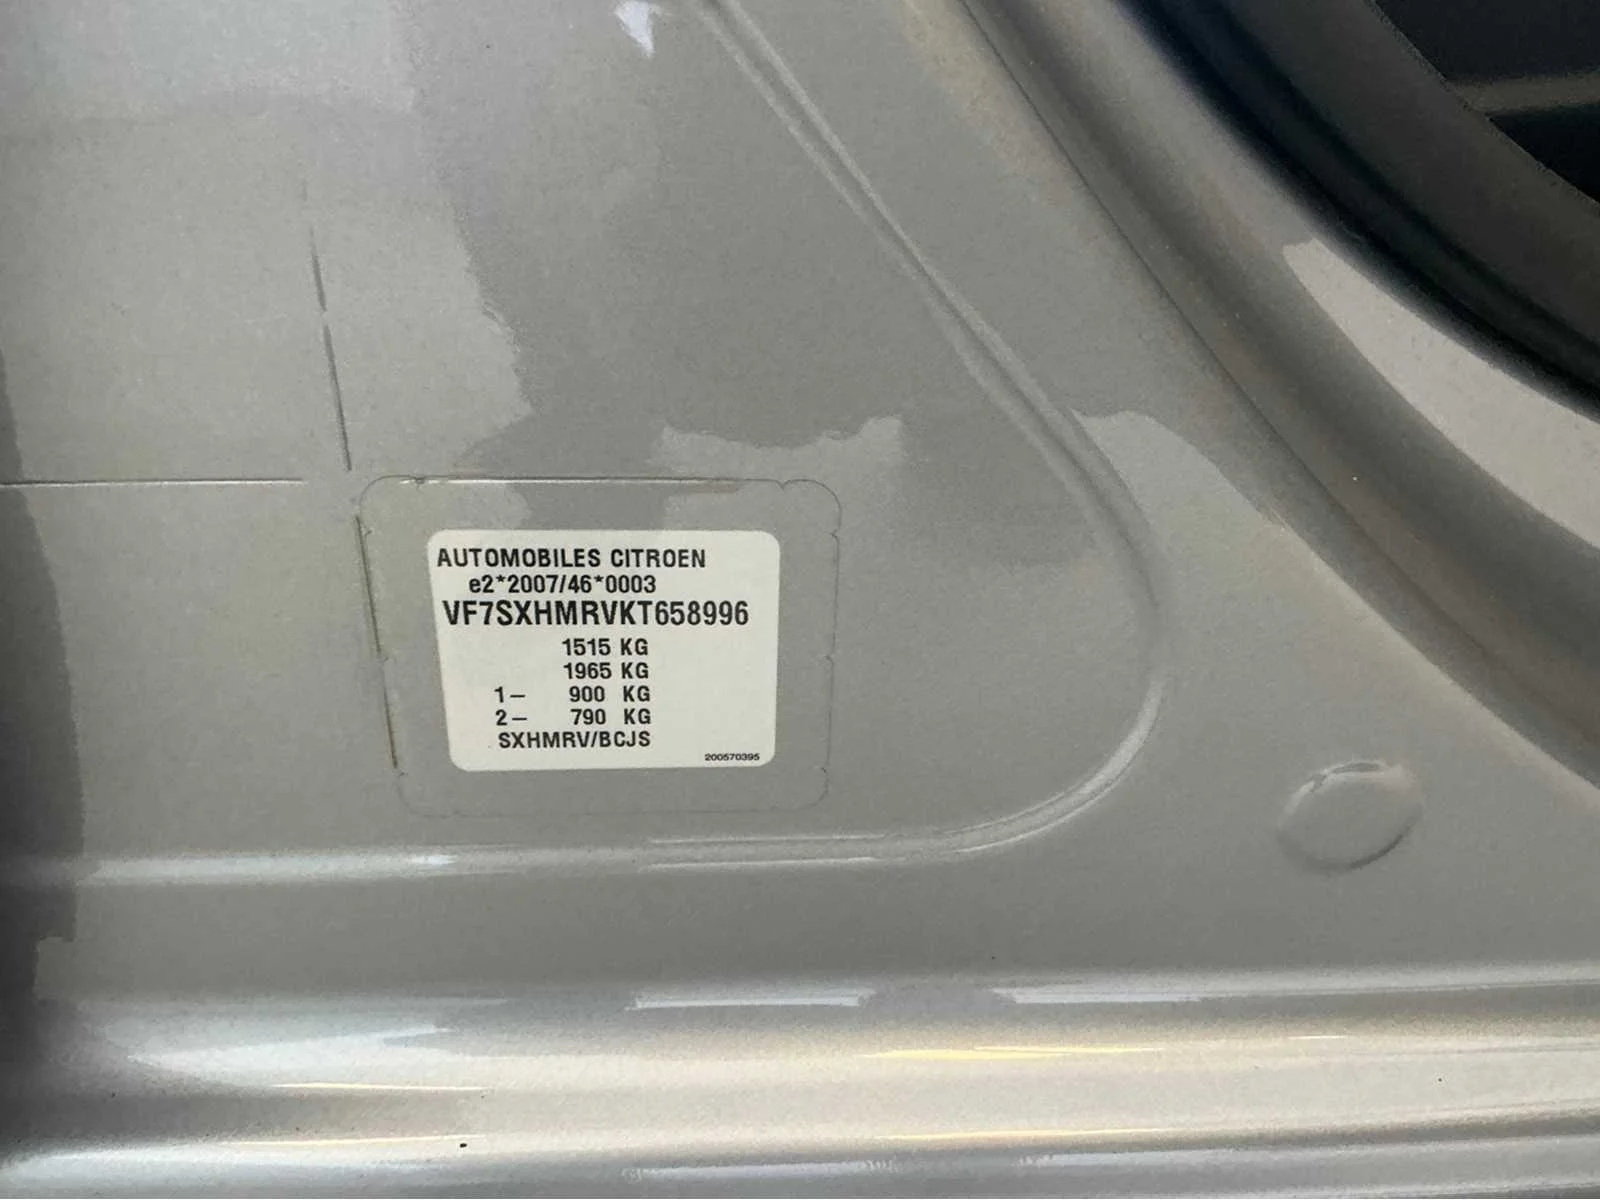 AUTOMOBILES CITROEN
e2*2007/46*0003
VF7SXHMRVKT658996
1515 KG
1965 KG
1– 900 KG
2– 790 KG
SXHMRV/BCJS
200570395